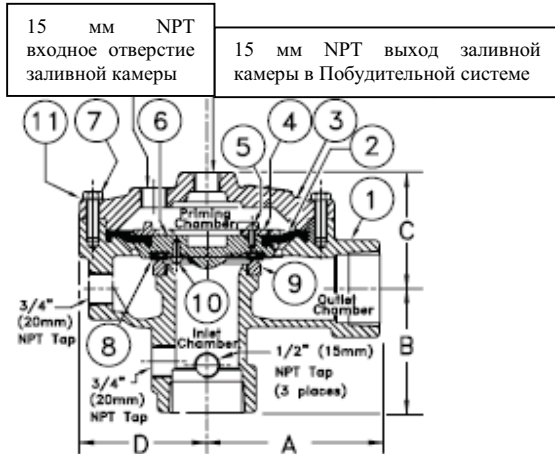 15 мм NPT
входное отверстие
заливной камеры
15 мм NPT выход заливной
камеры в Побудительной системе
11
7
6
5
4
3
2
1
Priming
Chamber
C
3/4"
(20mm)
NPT Tap
8
10
9
Outlet
Chamber
Inlet
Chamber
B
3/4"
(20mm)
NPT Tap
1/2" (15mm)
NPT Tap
(3 places)
D
A